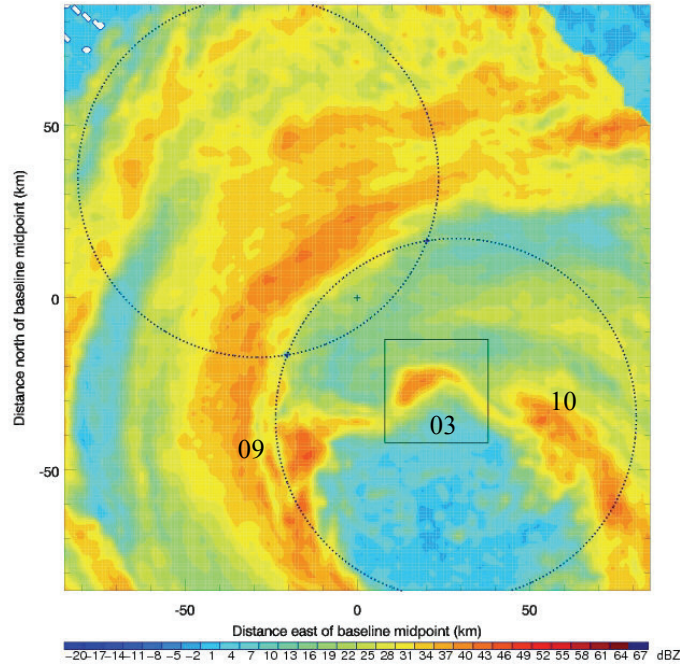 50
0
-50
Distance north of baseline midpoint (km)
09
03
10
-50 0 50
Distance east of baseline midpoint (km)
-20-17-14-11 -8 -5 -2 1 4 7 10 13 16 19 22 25 28 31 34 37 40 43 46 49 52 55 58 61 64 67 dBZ